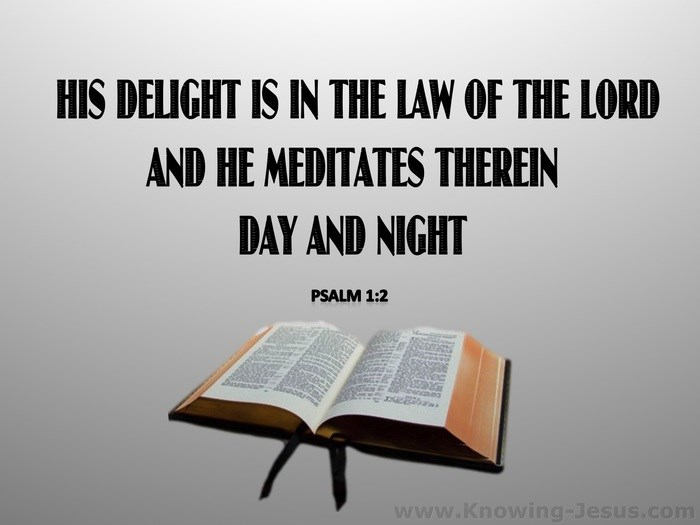 HIS DELIGHT IS IN THE LAW OF THE LORD
AND HE MEDITATES THEREIN
DAY AND NIGHT
PSALM 1:2
www.Knowing-Jesus.com